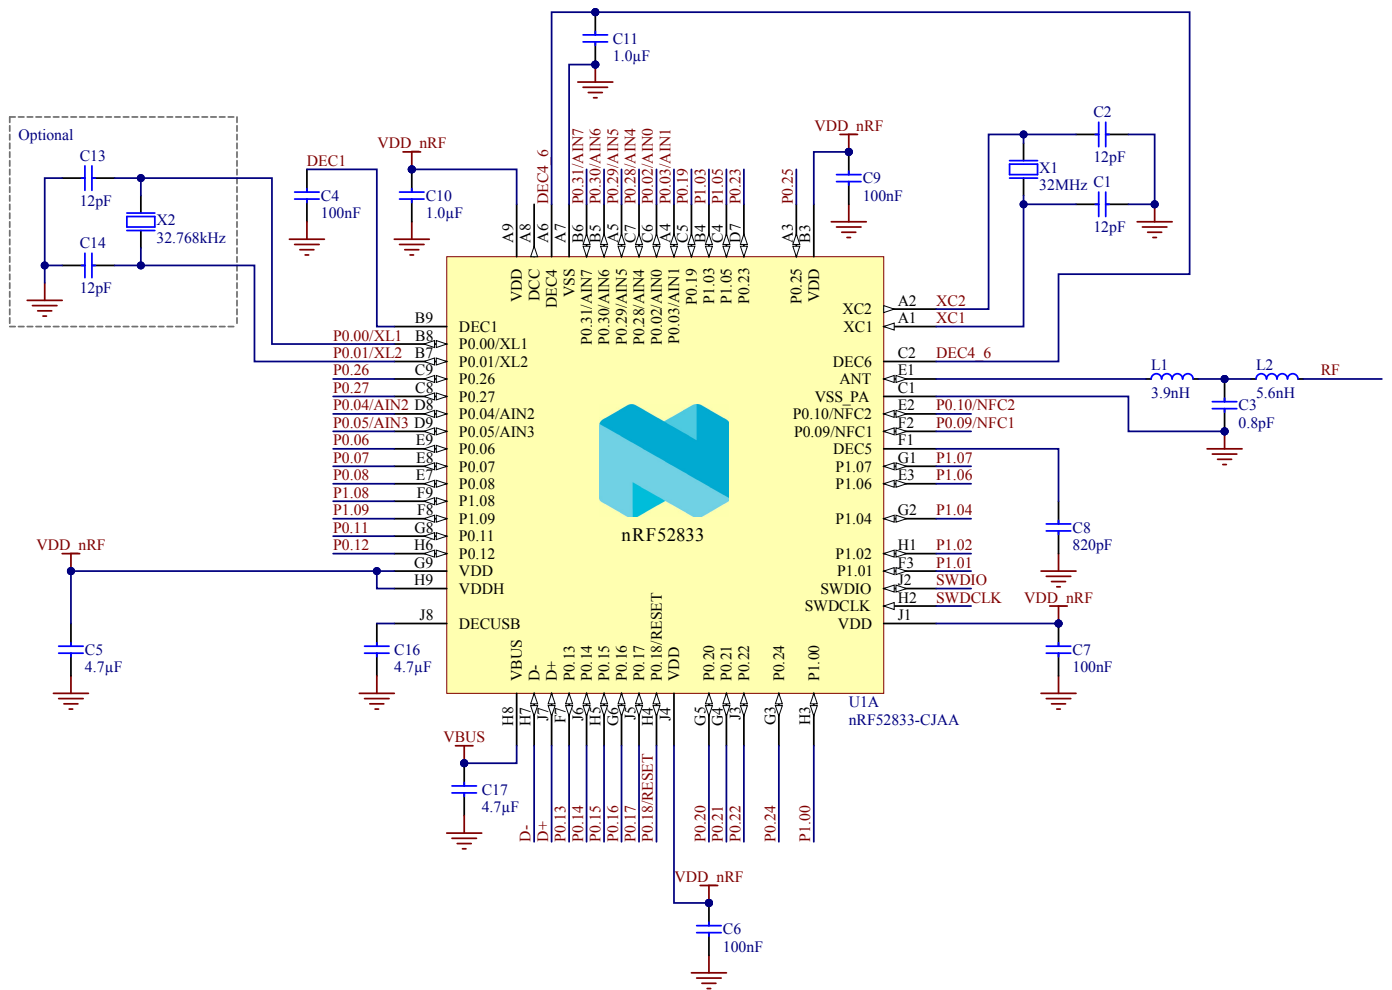 C11
1.0µF
Optional
C13
12pF
X2
32.768kHz
C14
12pF
DEC1
C4
100nF
VDD_nRF
C10
1.0µF
DEC4_6
P0.31/AIN7
P0.30/AIN6
P0.29/AIN5
P0.28/AIN4
P0.02/AIN0
P0.03/AIN1
P0.19
P1.03
P1.05
P0.23
P0.25
VDD_nRF
C9
100nF
C2
12pF
X1
32MHz
C1
12pF
A9
A8
A6
A7
B6
B5
A5
C7
C6
A4
C5
B4
C4
D7
A3
B3
VDD
DCC
DEC4
VSS
P0.31/AIN7
P0.30/AIN6
P0.29/AIN5
P0.28/AIN4
P0.02/AIN0
P0.03/AIN1
P0.19
P1.03
P1.05
P0.23
P0.25
VDD
B9 DEC1
P0.00/XL1 B8 P0.00/XL1
P0.01/XL2 B7 P0.01/XL2
P0.26 C9 P0.26
P0.27 C8 P0.27
P0.04/AIN2 D8 P0.04/AIN2
P0.05/AIN3 D9 P0.05/AIN3
P0.06 E9 P0.06
P0.07 E8 P0.07
P0.08 E7 P0.08
P1.08 F9 P1.08
P1.09 F8 P1.09
P0.11 G8 P0.11
P0.12 H6 P0.12
G9 VDD
H9 VDDH
J8 DECUSB
VDD_nRF
C5
4.7µF
C16
4.7µF
nRF52833
XC2 A2 XC2
XC1 A1 XC1
DEC6 C2 DEC4_6
ANT E1
VSS_PA C1
P0.10/NFC2 E2 P0.10/NFC2
P0.09/NFC1 F2 P0.09/NFC1
DEC5 F1
P1.07 G1 P1.07
P1.06 E3 P1.06
P1.04 G2 P1.04
P1.02 H1 P1.02
P1.01 F3 P1.01
SWDIO J2 SWDIO
SWDCLK H2 SWDCLK
VDD J1
L1
3.9nH
L2
5.6nH
RF
C3
0.8pF
C8
820pF
VDD_nRF
C7
100nF
VBUS
D-
D+
P0.13
P0.14
P0.15
P0.16
P0.17
P0.18/RESET
VDD
P0.20
P0.21
P0.22
P0.24
P1.00
U1A
nRF52833-CJAA
H8
H7
J7
F7
J6
H5
G6
J5
H4
J4
G5
G4
J3
G3
H3
VBUS
C17
4.7µF
D-
D+
P0.13
P0.14
P0.15
P0.16
P0.17
P0.18/RESET
P0.20
P0.21
P0.22
P0.24
P1.00
VDD_nRF
C6
100nF